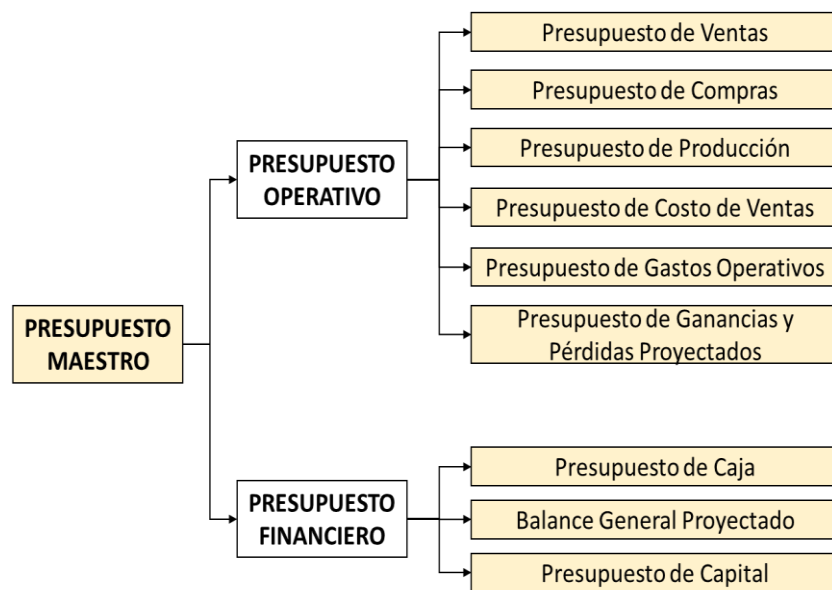 Presupuesto de Ventas
Presupuesto de Compras
PRESUPUESTO
OPERATIVO
Presupuesto de Producción
Presupuesto de Costo de Ventas
Presupuesto de Gastos Operativos
PRESUPUESTO
MAESTRO
Presupuesto de Ganancias y
Pérdidas Proyectados
PRESUPUESTO
FINANCIERO
Presupuesto de Caja
Balance General Proyectado
Presupuesto de Capital